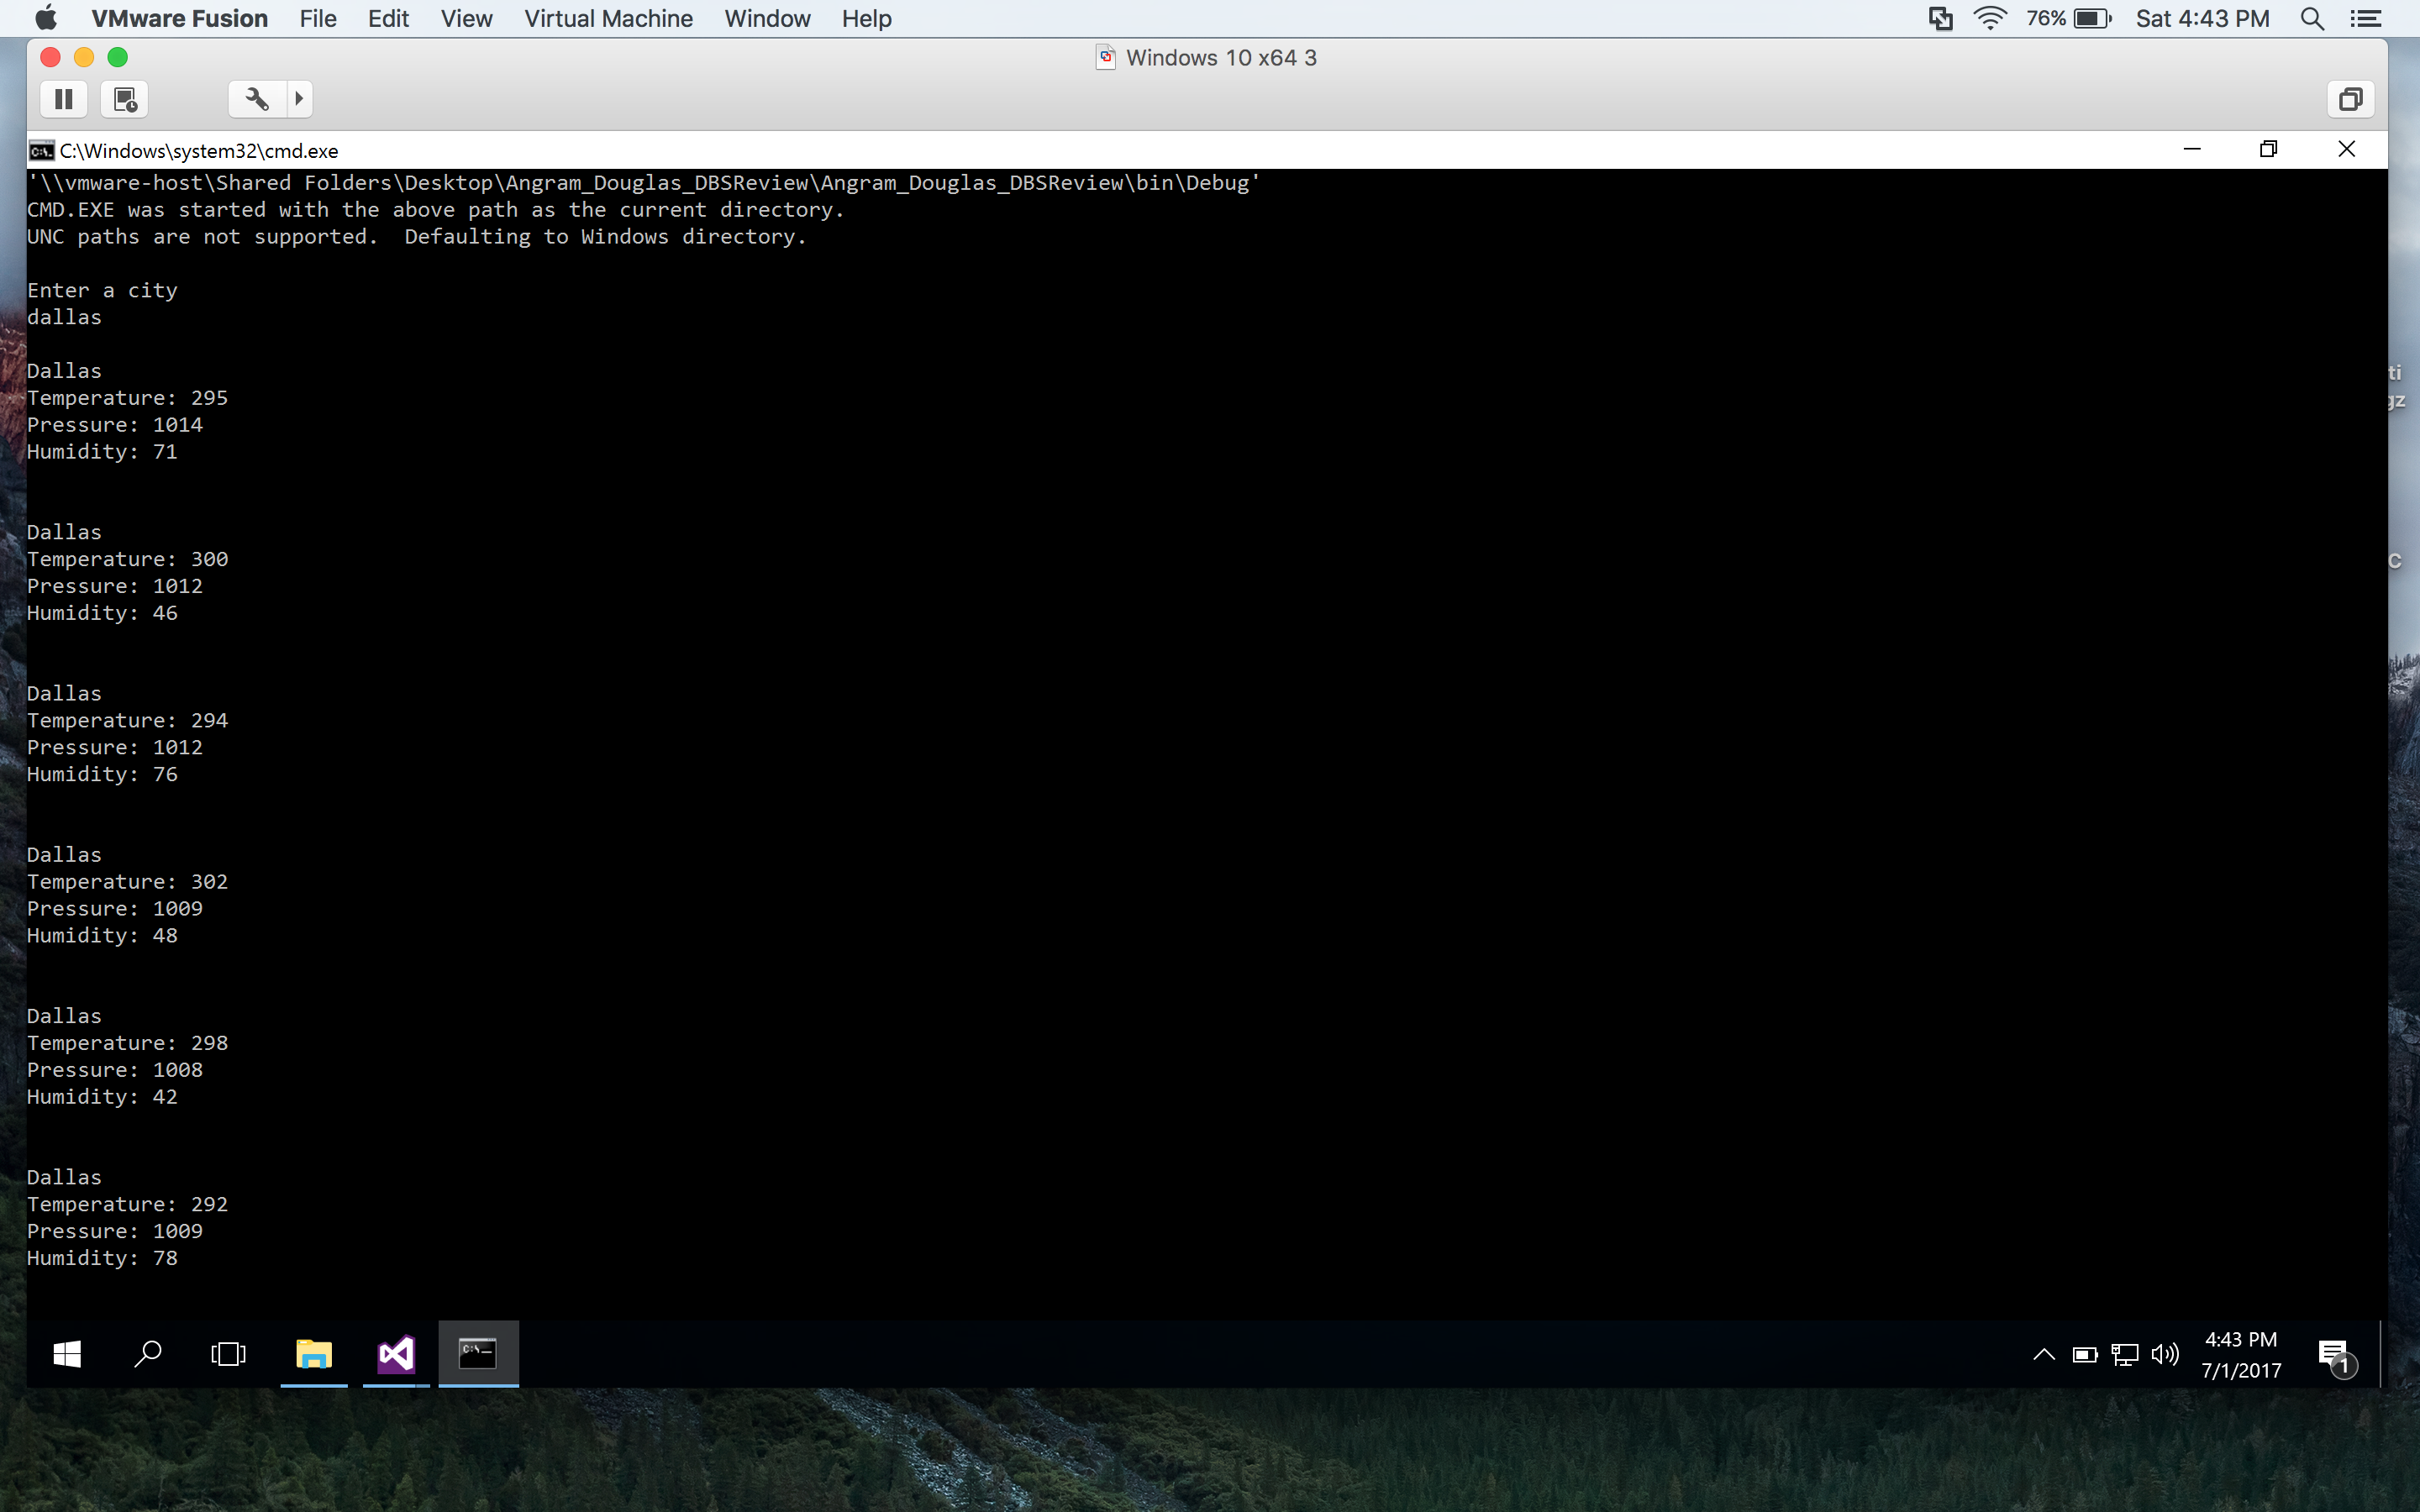 VMware Fusion File Edit View Virtual Machine Window Help 76% Sat 4:43 PM
Windows 10 x64 3
C:\Windows\system32\cmd.exe
'\\vmware-host\Shared Folders\Desktop\Angram_Douglas_DBSReview\Angram_Douglas_DBSReview\bin\Debug'
CMD.EXE was started with the above path as the current directory.
UNC paths are not supported.  Defaulting to Windows directory.
Enter a city
dallas
Dallas
Temperature: 295
Pressure: 1014
Humidity: 71
Dallas
Temperature: 300
Pressure: 1012
Humidity: 46
Dallas
Temperature: 294
Pressure: 1012
Humidity: 76
Dallas
Temperature: 302
Pressure: 1009
Humidity: 48
Dallas
Temperature: 298
Pressure: 1008
Humidity: 42
Dallas
Temperature: 292
Pressure: 1009
Humidity: 78
4:43 PM
7/1/2017
1